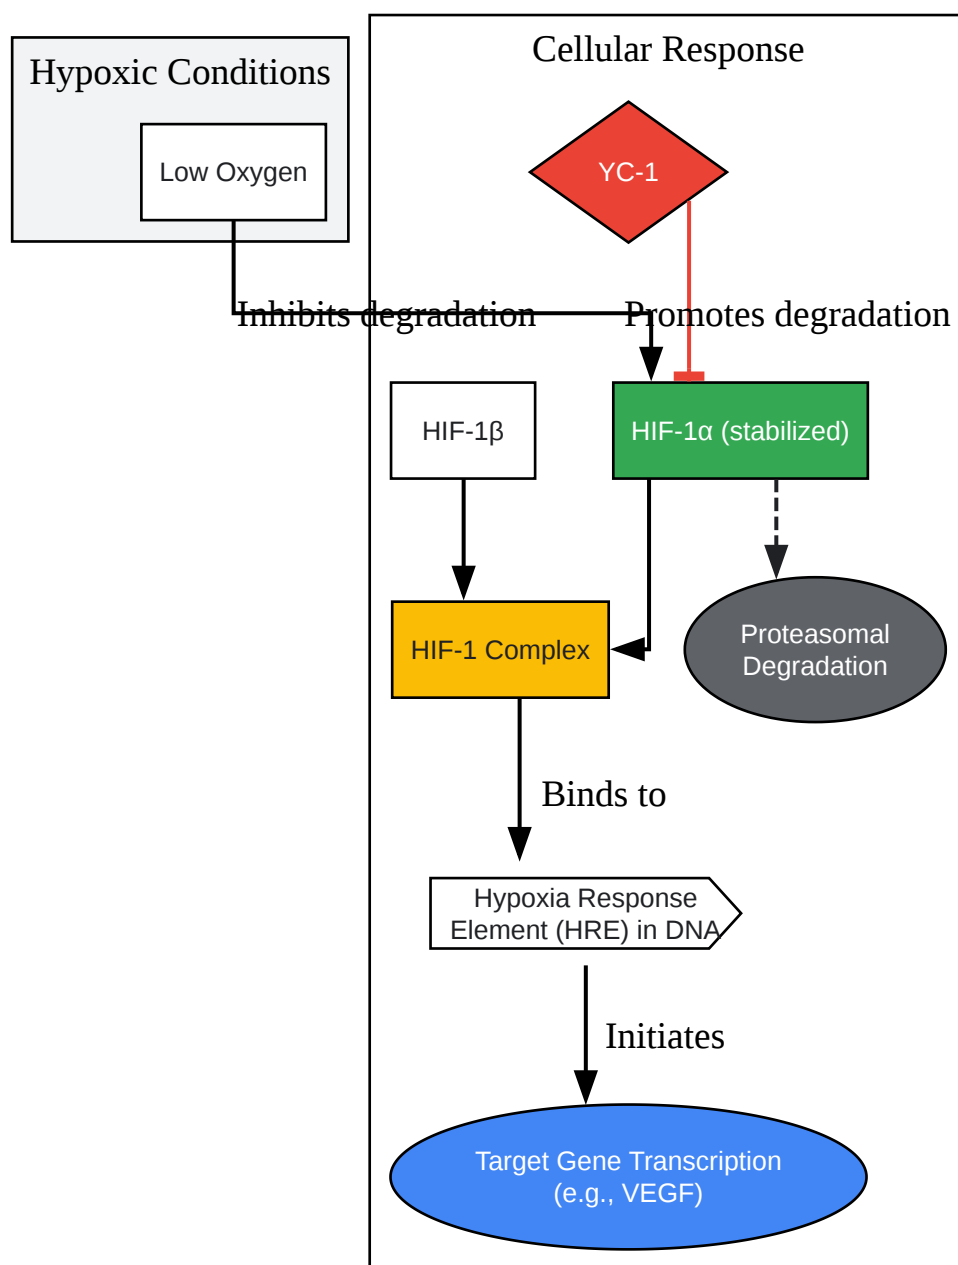 Cellular Response
Hypoxic Conditions
Low Oxygen
YC-1
Inhibits degradation
Promotes degradation
HIF-1β
HIF-1α (stabilized)
HIF-1 Complex
Proteasomal
Degradation
Binds to
Hypoxia Response
Element (HRE) in DNA
Initiates
Target Gene Transcription
(e.g., VEGF)